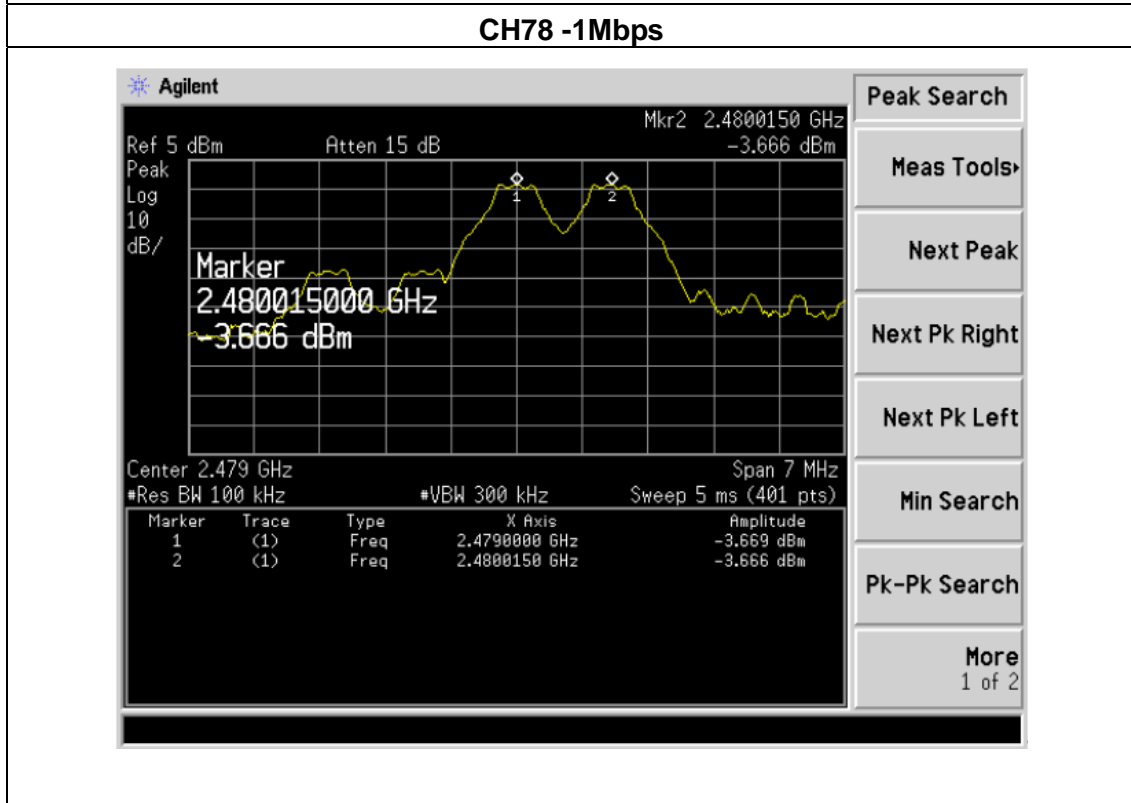 CH78 -1Mbps
Agilent
Peak Search
Mkr2 2.4800150 GHz
Ref 5 dBm Atten 15 dB -3.666 dBm
Peak
Log
10
dB/
1 2
Marker
2.480015000 GHz
-3.666 dBm
Center 2.479 GHz Span 7 MHz
#Res BW 100 kHz #VBW 300 kHz Sweep 5 ms (401 pts)
Marker Trace Type X Axis Amplitude
1 (1) Freq 2.4790000 GHz -3.669 dBm
2 (1) Freq 2.4800150 GHz -3.666 dBm
Meas Tools
Next Peak
Next Pk Right
Next Pk Left
Min Search
Pk-Pk Search
More
1 of 2